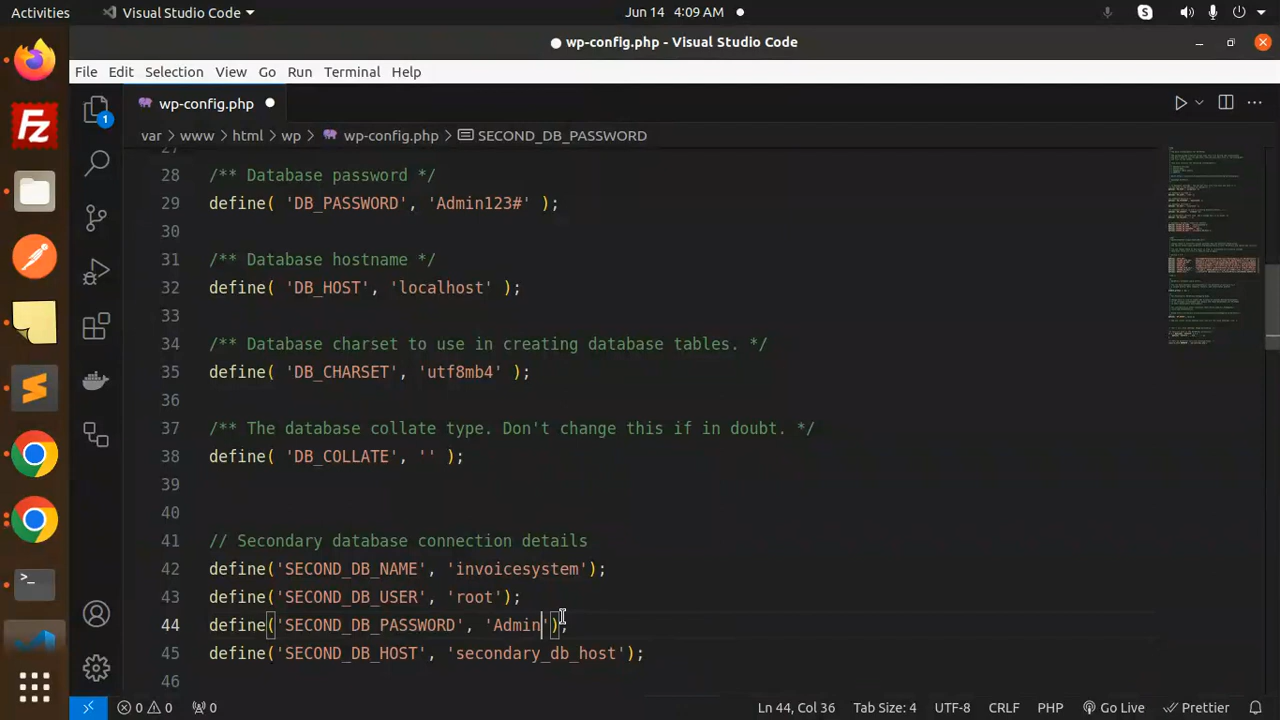 Activities
Visual Studio Code
Jun 14 4:09 AM
wp-config.php - Visual Studio Code
File Edit Selection View Go Run Terminal Help
wp-config.php
var > www > html > wp > wp-config.php > SECOND_DB_PASSWORD
27
28 /** Database password */
29 define( 'DB_PASSWORD', 'Admin123#' );
30
31 /** Database hostname */
32 define( 'DB_HOST', 'localhost' );
33
34 /** Database charset to use in creating database tables. */
35 define( 'DB_CHARSET', 'utf8mb4' );
36
37 /** The database collate type. Don't change this if in doubt. */
38 define( 'DB_COLLATE', '' );
39
40
41 // Secondary database connection details
42 define('SECOND_DB_NAME', 'invoicesystem');
43 define('SECOND_DB_USER', 'root');
44 define('SECOND_DB_PASSWORD', 'Admin');
45 define('SECOND_DB_HOST', 'secondary_db_host');
46
0 0 0 Ln 44, Col 36 Tab Size: 4 UTF-8 CRLF PHP Go Live Prettier